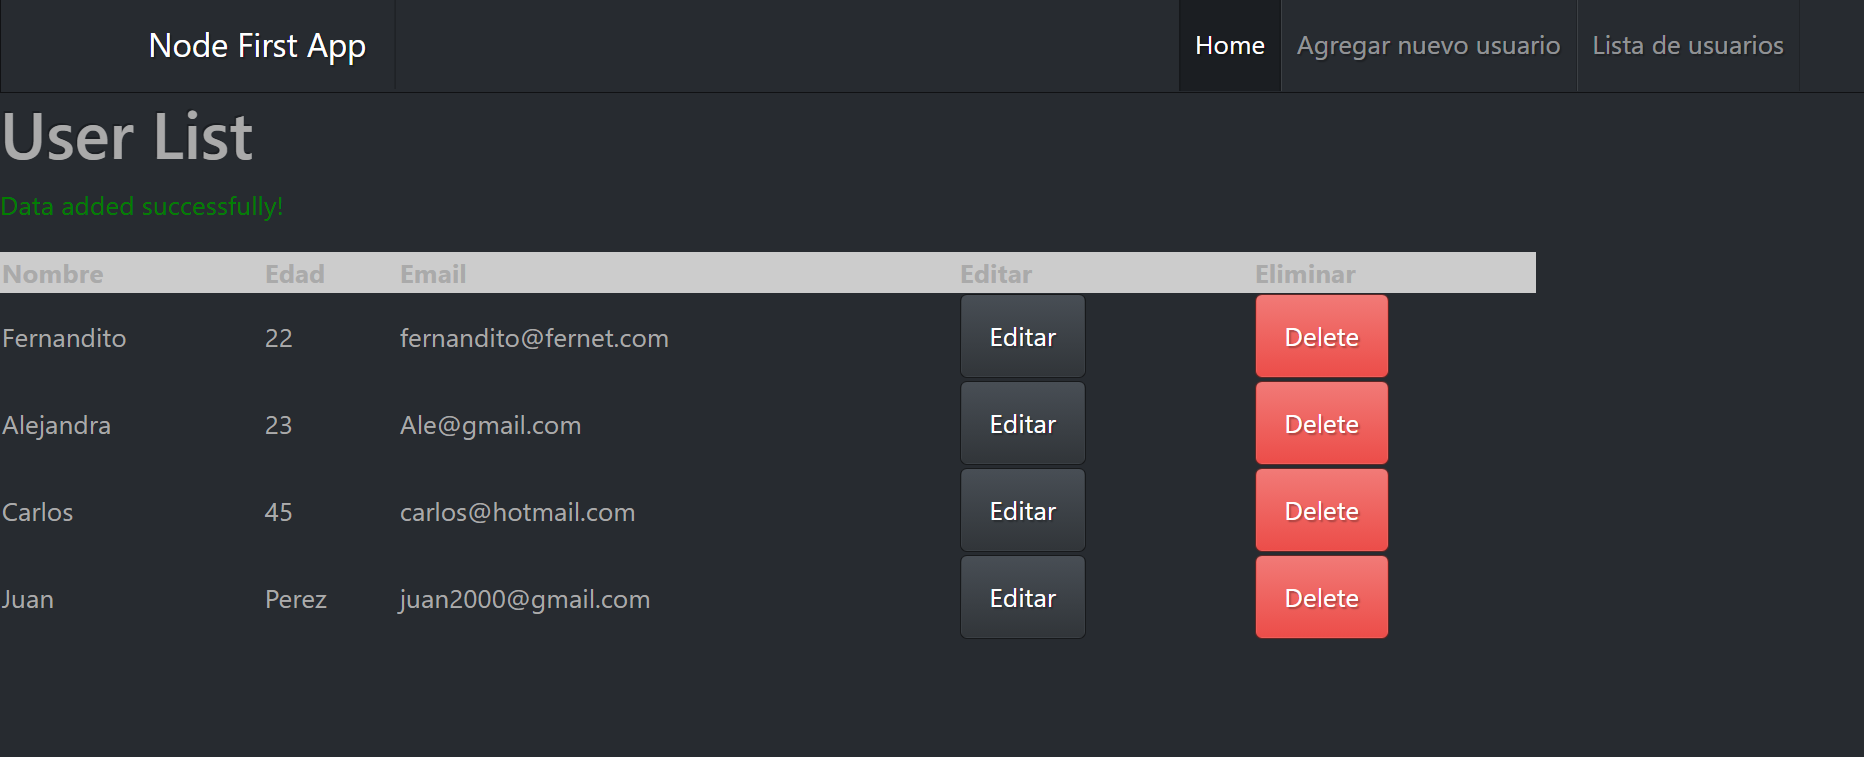 Node First App Home Agregar nuevo usuario Lista de usuarios
User List
Data added successfully!
Nombre Edad Email Editar Eliminar
Fernandito 22 fernandito@fernet.com Editar Delete
Alejandra 23 Ale@gmail.com Editar Delete
Carlos 45 carlos@hotmail.com Editar Delete
Juan Perez juan2000@gmail.com Editar Delete